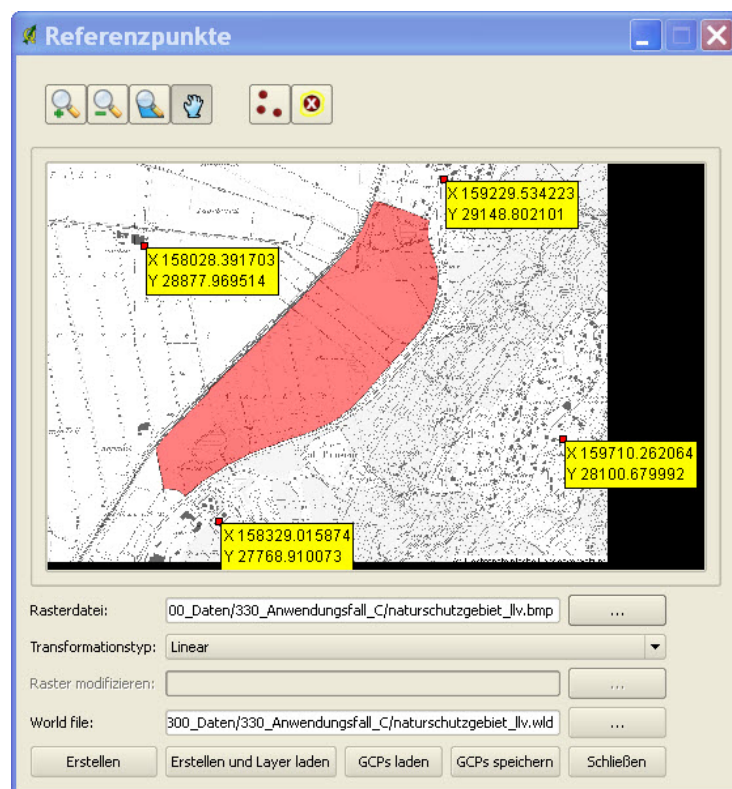 Referenzpunkte
X 159229.534223
Y 29148.802101
X 158028.391703
Y 28877.969514
X 159710.262064
Y 28100.679992
X 158329.015874
Y 27768.910073
Rasterdatei: 00_Daten/330_Anwendungsfall_C/naturschutzgebiet_llv.bmp ...
Transformationstyp: Linear
Raster modifizieren: ...
World file: 300_Daten/330_Anwendungsfall_C/naturschutzgebiet_llv.wld ...
Erstellen Erstellen und Layer laden GCPs laden GCPs speichern Schließen